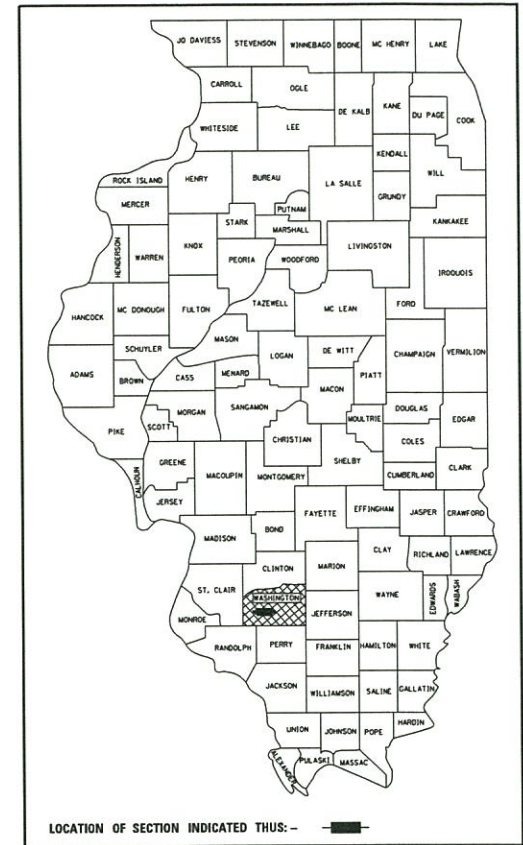 JO DAVIESS STEVENSON WINNEBAGO BOONE MC HENRY LAKE
CARROLL OGLE DE KALB KANE DU PAGE COOK
WHITESIDE LEE
KENDALL WILL
ROCK ISLAND HENRY BUREAU LA SALLE GRUNDY
MERCER PUTNAM KANKAKEE
HENDERSON WARREN KNOX STARK MARSHALL LIVINGSTON
PEORIA WOODFORD IROQUOIS
HANCOCK MC DONOUGH FULTON TAZEWELL MC LEAN FORD
SCHUYLER MASON LOGAN DE WITT CHAMPAIGN VERMILION
ADAMS BROWN CASS MENARD MACON PIATT
PIKE SCOTT MORGAN SANGAMON MOULTRIE DOUGLAS EDGAR
CHRISTIAN COLES
CALHOUN GREENE MACOUPIN MONTGOMERY SHELBY CUMBERLAND CLARK
JERSEY FAYETTE EFFINGHAM JASPER CRAWFORD
MADISON BOND
CLINTON MARION CLAY RICHLAND LAWRENCE
ST. CLAIR WASHINGTON WAYNE EDWARDS WABASH
MONROE JEFFERSON
RANDOLPH PERRY FRANKLIN HAMILTON WHITE
JACKSON WILLIAMSON SALINE GALLATIN
UNION JOHNSON POPE HARDIN
ALEXANDER PULASKI MASSAC
LOCATION OF SECTION INDICATED THUS: -